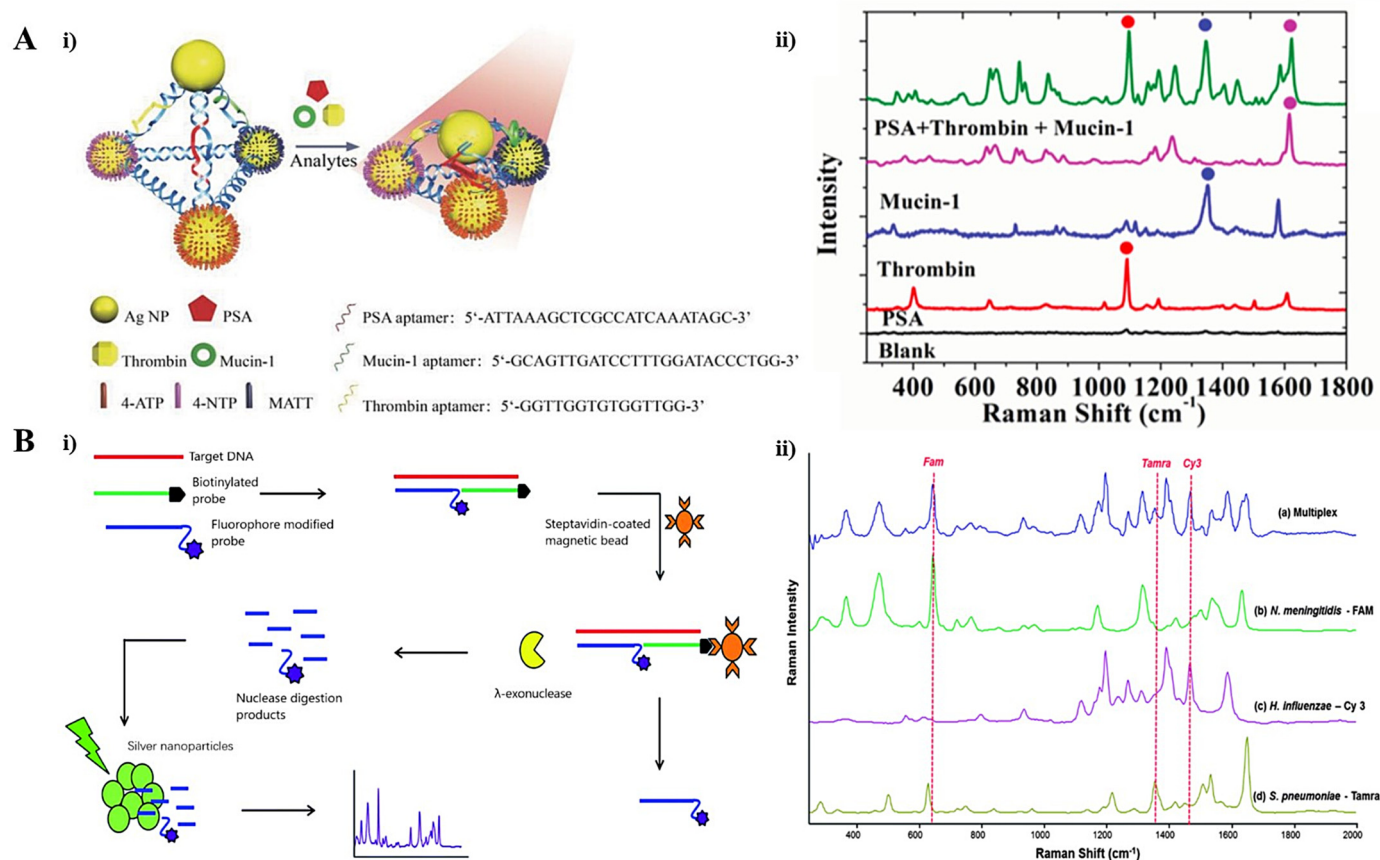 A
i)
Analytes
Ag NP
PSA
Thrombin
Mucin-1
4-ATP
4-NTP
MATT
PSA aptamer: 5‘-ATTAAAGCTCGCCATCAAATAGC-3’
Mucin-1 aptamer: 5‘-GCAGTTGATCCTTTGGATACCCTGG-3’
Thrombin aptamer: 5‘-GGTTGGTGTGGTTGG-3’
ii)
Intensity
PSA+Thrombin + Mucin-1
Mucin-1
Thrombin
PSA
Blank
400 600 800 1000 1200 1400 1600 1800
Raman Shift (cm-1)
B
i)
Target DNA
Biotinylated
probe
Fluorophore modified
probe
Steptavidin-coated
magnetic bead
λ-exonuclease
Nuclease digestion
products
Silver nanoparticles
ii)
Fam
Tamra
Cy3
Raman Intensity
(a) Multiplex
(b) N. meningitidis - FAM
(c) H. influenzae – Cy 3
(d) S. pneumoniae - Tamra
400 600 800 1000 1200 1400 1600 1800 2000
Raman Shift (cm-1)